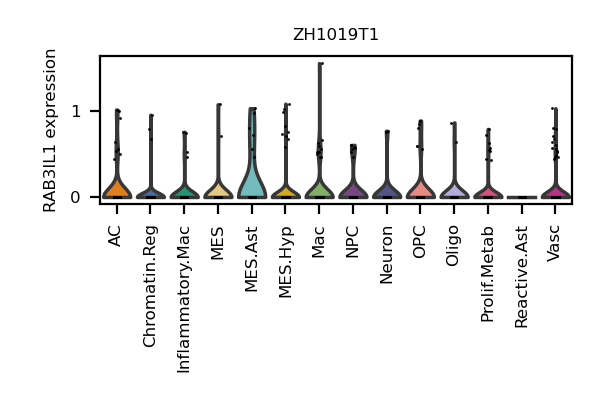 ZH1019T1
RAB3IL1 expression
1
0
AC
Chromatin.Reg
Inflammatory.Mac
MES
MES.Ast
MES.Hyp
Mac
NPC
Neuron
OPC
Oligo
Prolif.Metab
Reactive.Ast
Vasc